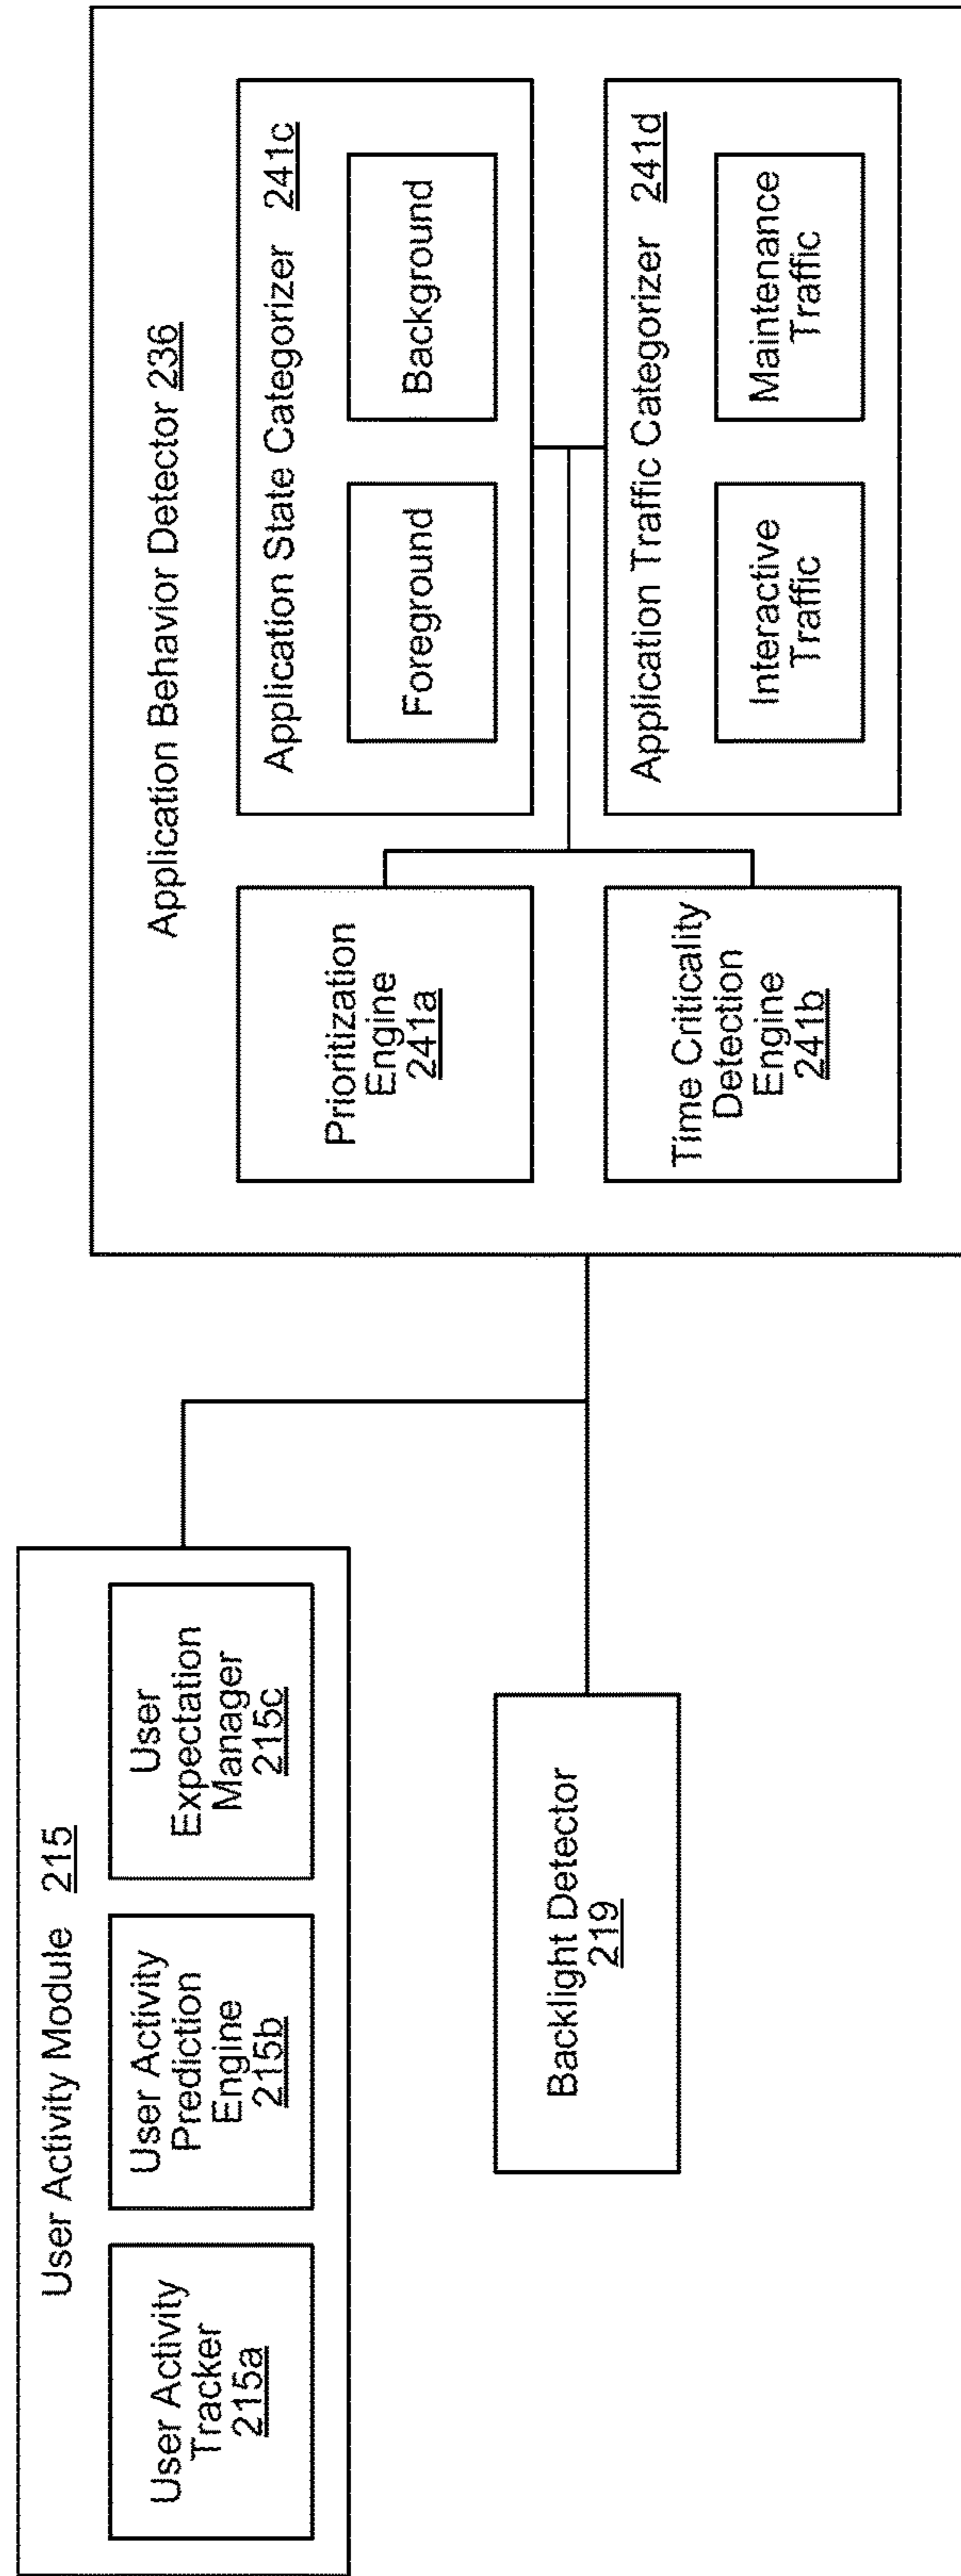 User Activity Module 215
User Activity
Tracker
215a
User Activity
Prediction
Engine
215b
User
Expectation
Manager
215c
Backlight Detector
219
Application Behavior Detector 236
Prioritization
Engine
241a
Time Criticality
Detection
Engine
241b
Application State Categorizer 241c
Foreground
Background
Application Traffic Categorizer 241d
Interactive
Traffic
Maintenance
Traffic